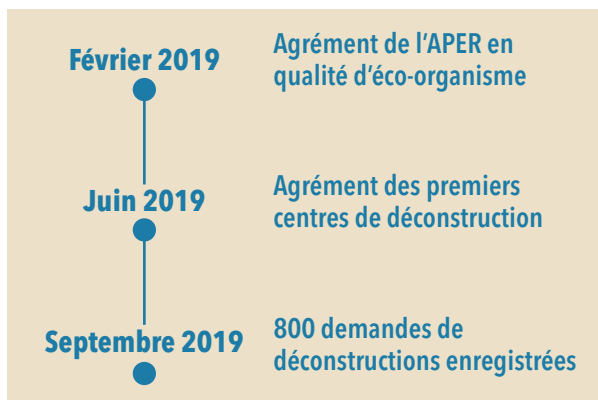 Février 2019
Agrément de l'APER en
qualité d'éco-organisme
Juin 2019
Agrément des premiers
centres de déconstruction
Septembre 2019
800 demandes de
déconstructions enregistrées